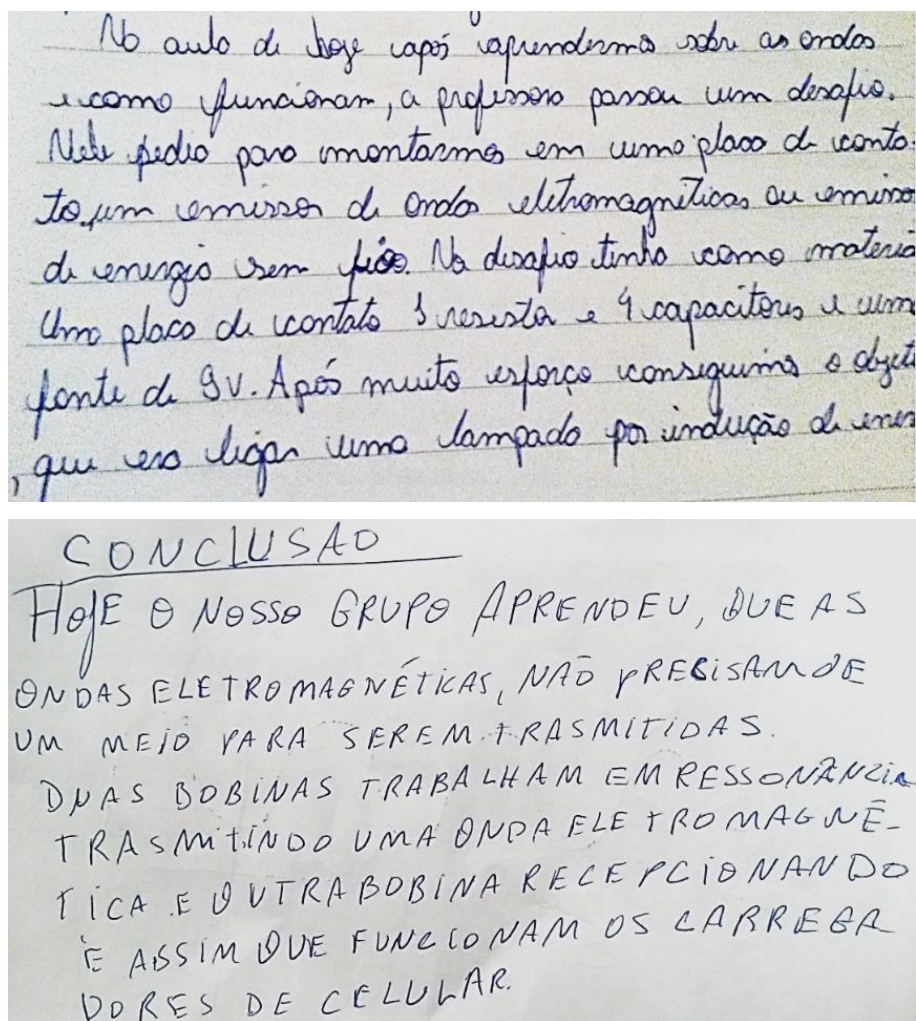 No aula de hoje após aprendermos sobre as ondas
e como funcionam, a professora passou um desafio.
Nele pediu para montarmos em uma placa de conta-
to, um emissor de ondas eletromagnéticas ou emisso
de energia sem fios. No desafio tinha como materia
Uma placa de contato 1 resistor e 4 capacitores e uma
fonte de 9V. Após muito esforço conseguimos o objet
, que era ligar uma lampada por indução de ener
CONCLUSAO
HOJE O NOSSO GRUPO APRENDEU, QUE AS
ONDAS ELETROMAGNÉTICAS, NÃO PRECISAM DE
UM MEIO PARA SEREM TRASMITIDAS.
DUAS BOBINAS TRABALHAM EM RESSONÂNCIA
TRASMITINDO UMA ONDA ELETROMAGNÉ-
TICA E OUTRA BOBINA RECEPCIONANDO
É ASSIM QUE FUNCIONAM OS CARREGA
DORES DE CELULAR.